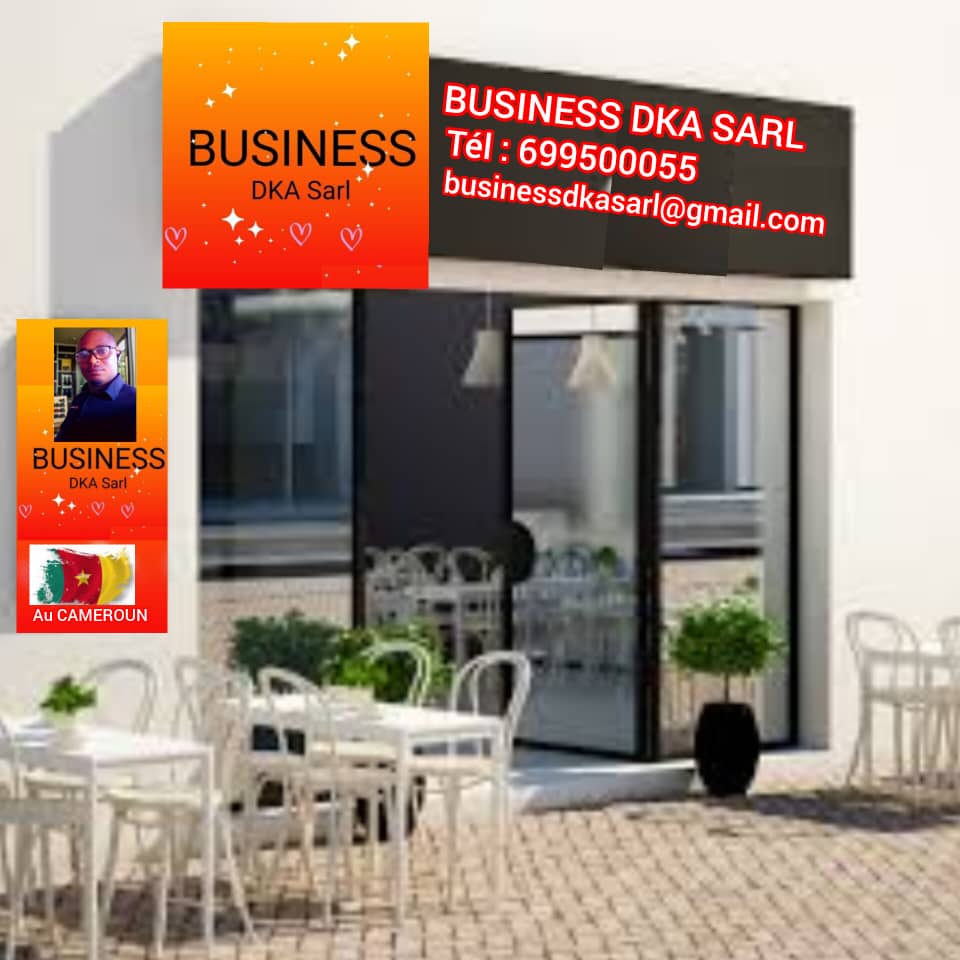 BUSINESS
DKA Sarl
BUSINESS DKA SARL
Tél : 699500055
businessdkasarl@gmail.com
BUSINESS
DKA Sarl
Au CAMEROUN